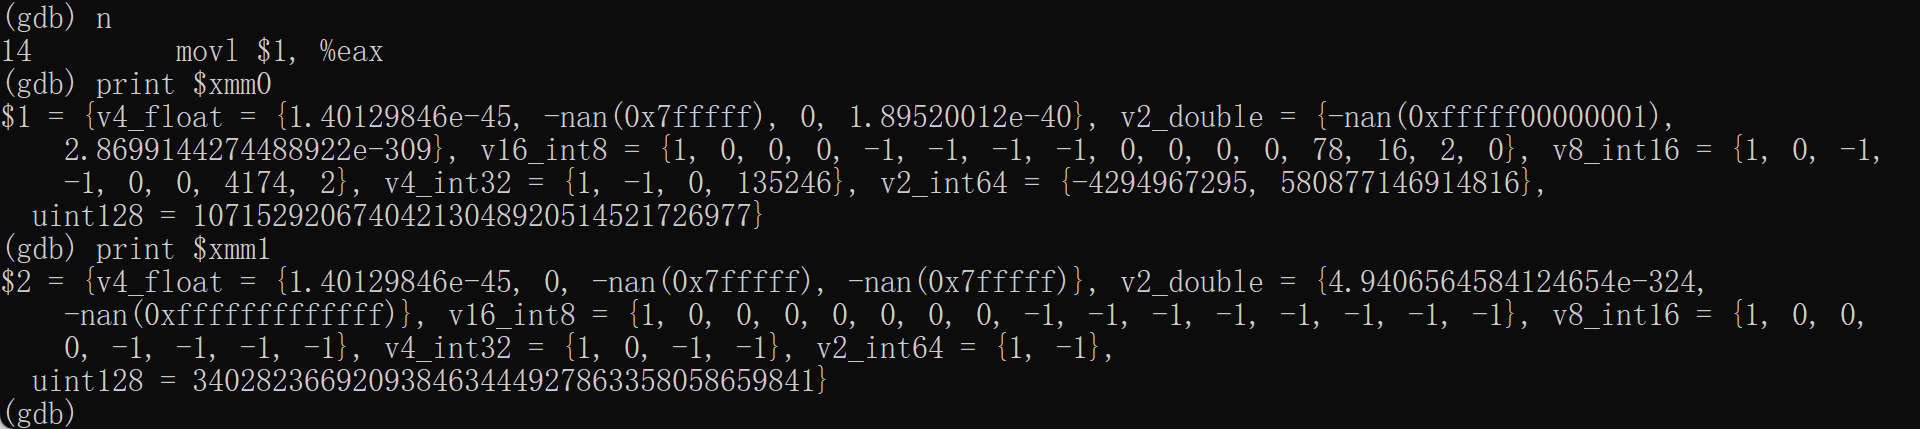 (gdb) n
14         movl $1, %eax
(gdb) print $xmm0
$1 = {v4_float = {1.40129846e-45, -nan(0x7fffff), 0, 1.89520012e-40}, v2_double = {-nan(0xfffff00000001),
    2.8699144274488922e-309}, v16_int8 = {1, 0, 0, 0, -1, -1, -1, -1, 0, 0, 0, 0, 78, 16, 2, 0}, v8_int16 = {1, 0, -1,
    -1, 0, 0, 4174, 2}, v4_int32 = {1, -1, 0, 135246}, v2_int64 = {-4294967295, 580877146914816},
  uint128 = 10715292067404213048920514521726977}
(gdb) print $xmm1
$2 = {v4_float = {1.40129846e-45, 0, -nan(0x7fffff), -nan(0x7fffff)}, v2_double = {4.9406564584124654e-324,
    -nan(0xfffffffffffff)}, v16_int8 = {1, 0, 0, 0, 0, 0, 0, 0, -1, -1, -1, -1, -1, -1, -1, -1}, v8_int16 = {1, 0, 0,
    0, -1, -1, -1, -1}, v4_int32 = {1, 0, -1, -1}, v2_int64 = {1, -1},
  uint128 = 340282366920938463444927863358058659841}
(gdb)